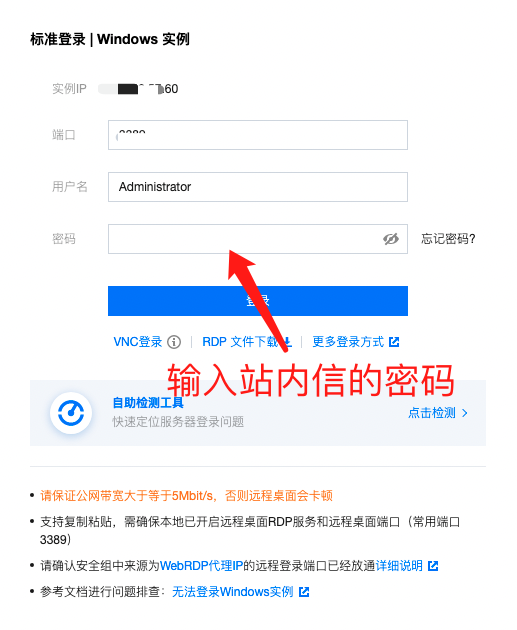 标准登录 | Windows 实例
实例IP 60
端口 3389
用户名 Administrator
密码 忘记密码?
登录
VNC登录 RDP 文件下载 更多登录方式
输入站内信的密码
自助检测工具
快速定位服务器登录问题
点击检测
请保证公网带宽大于等于5Mbit/s，否则远程桌面会卡顿
支持复制粘贴，需确保本地已开启远程桌面RDP服务和远程桌面端口（常用端口
3389）
请确认安全组中来源为WebRDP代理IP的远程登录端口已经放通详细说明
参考文档进行问题排查：无法登录Windows实例